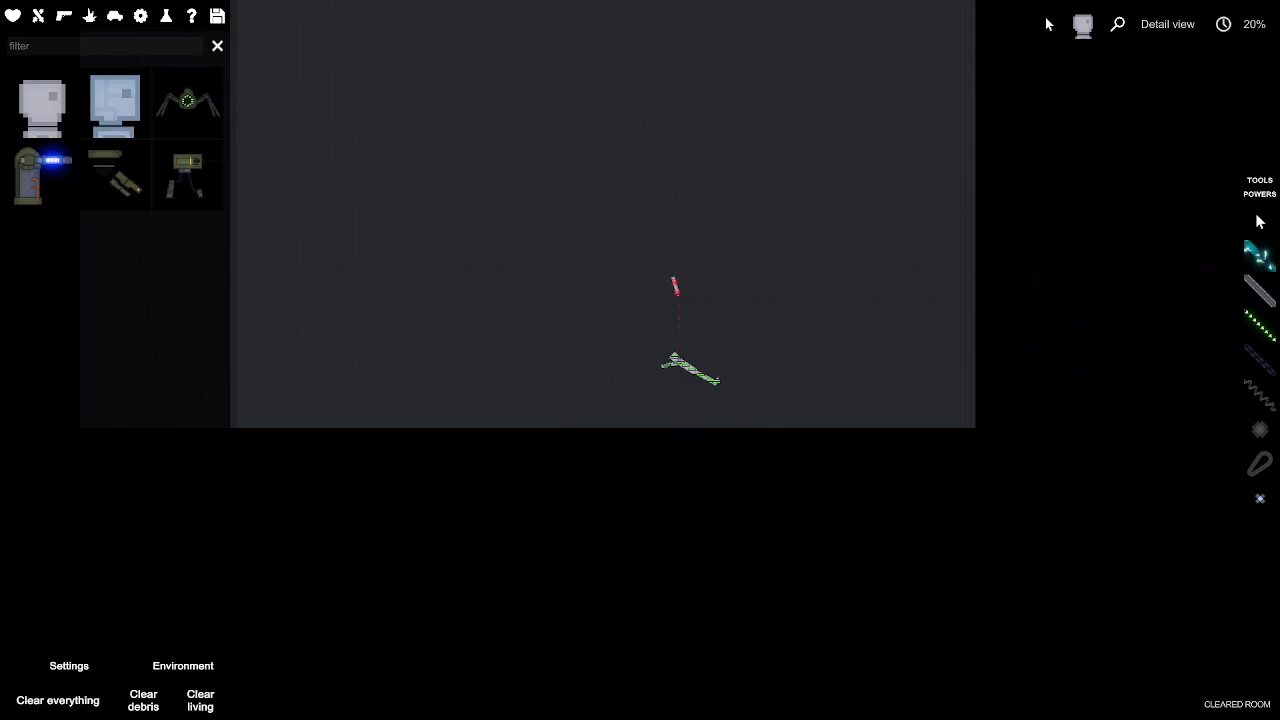 Detail view
20%
filter
TOOLS
POWERS
Settings
Environment
Clear everything
Clear
debris
Clear
living
CLEARED ROOM